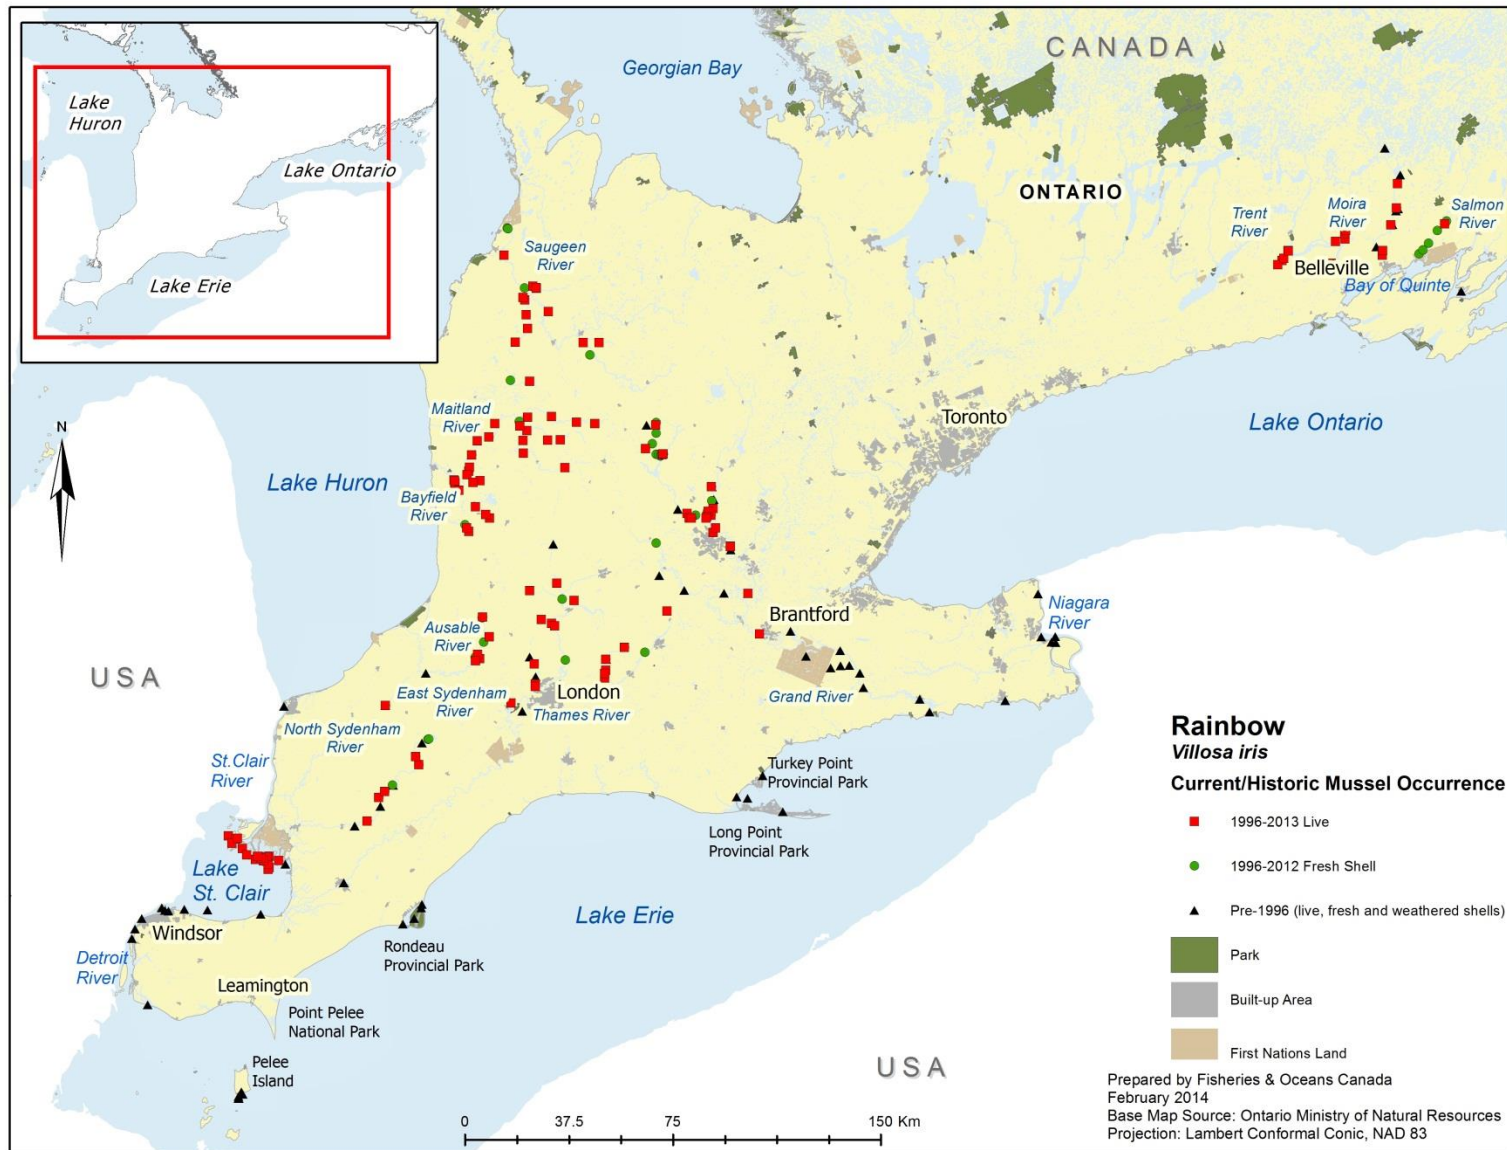 Lake
Huron
Lake Ontario
Lake Erie
Georgian Bay
CANADA
ONTARIO
Trent
River
Moira
River
Salmon
River
Belleville
Bay of Quinte
Saugeen
River
Maitland
River
Toronto
Lake Ontario
N
Lake Huron
Bayfield
River
Ausable
River
Brantford
Niagara
River
USA
East Sydenham
River
London
Thames River
Grand River
North Sydenham
River
St.Clair
River
Turkey Point
Provincial Park
Long Point
Provincial Park
Lake
St. Clair
Windsor
Lake Erie
Rondeau
Provincial Park
Detroit
River
Leamington
Point Pelee
National Park
Pelee
Island
USA
0 37.5 75 150 Km
Rainbow
Villosa iris
Current/Historic Mussel Occurrence
1996-2013 Live
1996-2012 Fresh Shell
Pre-1996 (live, fresh and weathered shells)
Park
Built-up Area
First Nations Land
Prepared by Fisheries & Oceans Canada
February 2014
Base Map Source: Ontario Ministry of Natural Resources
Projection: Lambert Conformal Conic, NAD 83